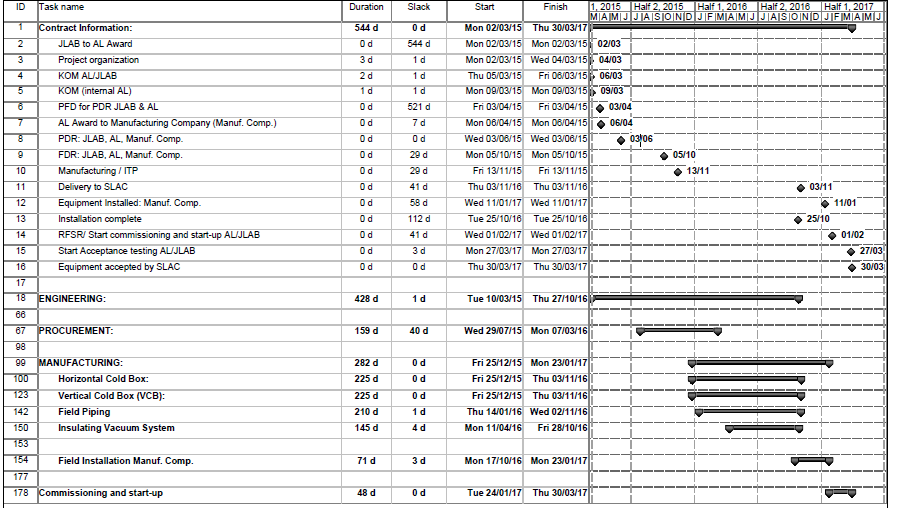 ID Task name Duration Slack Start Finish 1, 2015 Half 2, 2015 Half 1, 2016 Half 2, 2016 Half 1, 2017
M A M J J A S O N D J F M A M J J A S O N D J F M A M J
1 Contract Information: 544 d 0 d Mon 02/03/15 Thu 30/03/17
2 JLAB to AL Award 0 d 544 d Mon 02/03/15 Mon 02/03/15 02/03
3 Project organization 3 d 1 d Mon 02/03/15 Wed 04/03/15 04/03
4 KOM AL/JLAB 2 d 1 d Thu 05/03/15 Fri 06/03/15 06/03
5 KOM (internal AL) 1 d 1 d Mon 09/03/15 Mon 09/03/15 09/03
6 PFD for PDR JLAB & AL 0 d 521 d Fri 03/04/15 Fri 03/04/15 03/04
7 AL Award to Manufacturing Company (Manuf. Comp.) 0 d 7 d Mon 06/04/15 Mon 06/04/15 06/04
8 PDR: JLAB, AL, Manuf. Comp. 0 d 0 d Wed 03/06/15 Wed 03/06/15 03/06
9 FDR: JLAB, AL, Manuf. Comp. 0 d 29 d Mon 05/10/15 Mon 05/10/15 05/10
10 Manufacturing / ITP 0 d 29 d Fri 13/11/15 Fri 13/11/15 13/11
11 Delivery to SLAC 0 d 41 d Thu 03/11/16 Thu 03/11/16 03/11
12 Equipment Installed: Manuf. Comp. 0 d 58 d Wed 11/01/17 Wed 11/01/17 11/01
13 Installation complete 0 d 112 d Tue 25/10/16 Tue 25/10/16 25/10
14 RFSR/ Start commissioning and start-up AL/JLAB 0 d 41 d Wed 01/02/17 Wed 01/02/17 01/02
15 Start Acceptance testing AL/JLAB 0 d 3 d Mon 27/03/17 Mon 27/03/17 27/03
16 Equipment accepted by SLAC 0 d 0 d Thu 30/03/17 Thu 30/03/17 30/03
17
18 ENGINEERING: 428 d 1 d Tue 10/03/15 Thu 27/10/16
66
67 PROCUREMENT: 159 d 40 d Wed 29/07/15 Mon 07/03/16
98
99 MANUFACTURING: 282 d 0 d Fri 25/12/15 Mon 23/01/17
100 Horizontal Cold Box: 225 d 0 d Fri 25/12/15 Thu 03/11/16
123 Vertical Cold Box (VCB): 225 d 0 d Fri 25/12/15 Thu 03/11/16
142 Field Piping 210 d 1 d Thu 14/01/16 Wed 02/11/16
150 Insulating Vacuum System 145 d 4 d Mon 11/04/16 Fri 28/10/16
153
154 Field Installation Manuf. Comp. 71 d 3 d Mon 17/10/16 Mon 23/01/17
177
178 Commissioning and start-up 48 d 0 d Tue 24/01/17 Thu 30/03/17